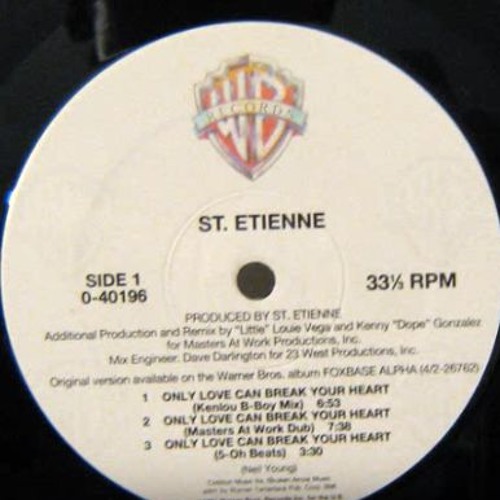 WB
RECORDS
ST. ETIENNE
SIDE 1
0-40196
33⅓ RPM
PRODUCED BY ST. ETIENNE
Additional Production and Remix by "Little" Louie Vega and Kenny "Dope" Gonzalez
for Masters At Work Productions, Inc.
Mix Engineer: Dave Darlington for 23 West Productions, Inc.
Original version available on the Warner Bros. album FOXBASE ALPHA (4/2-26762)
1 ONLY LOVE CAN BREAK YOUR HEART
(Kenlou B-Boy Mix) 6:53
2 ONLY LOVE CAN BREAK YOUR HEART
(Masters At Work Dub) 7:38
3 ONLY LOVE CAN BREAK YOUR HEART
(5-Oh Beats) 3:30
(Neil Young)